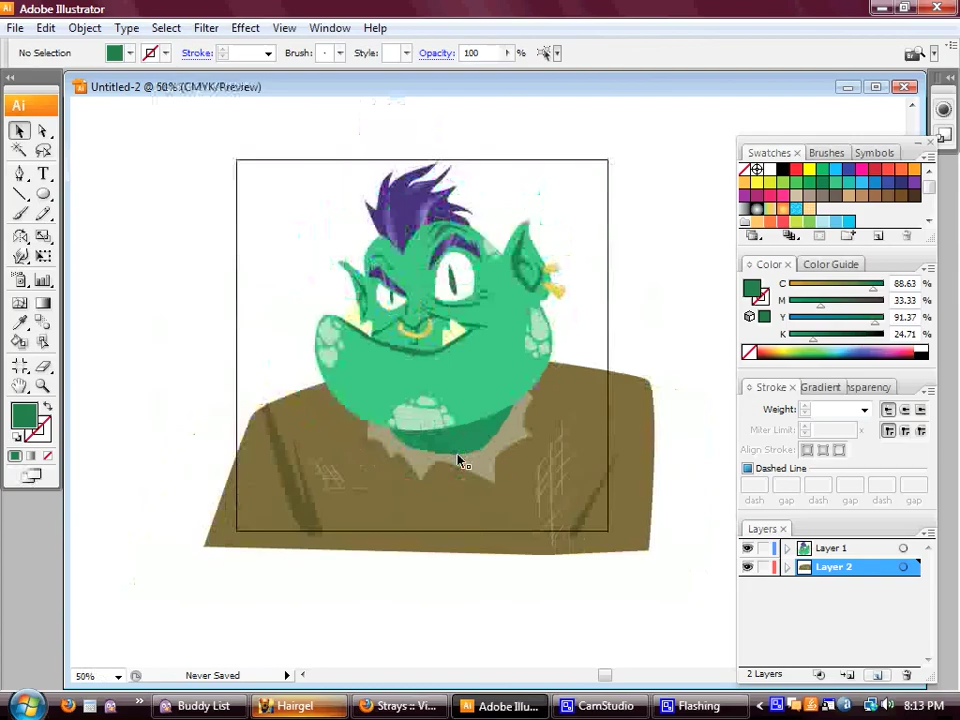 Adobe Illustrator
File Edit Object Type Select Filter Effect View Window Help
No Selection Stroke: Brush: Style: Opacity: 100 %
Untitled-2 @ 50% (CMYK/Preview)
Ai
Swatches Brushes Symbols
Color Color Guide
C 88.63 %
M 33.33 %
Y 91.37 %
K 24.71 %
Stroke Gradient nsparency
Weight:
Miter Limit: x
Align Stroke:
Dashed Line
dash gap dash gap dash gap
Layers
Layer 1
Layer 2
2 Layers
50% Never Saved
Buddy List Hairgel Strays :: Vi... Adobe Illu... CamStudio Flashing 8:13 PM